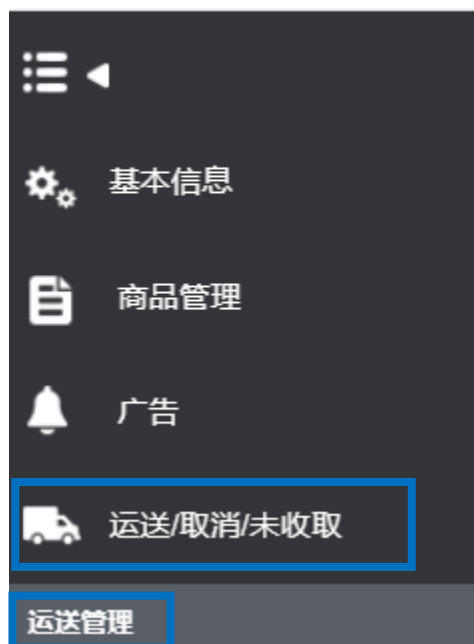 基本信息
商品管理
广告
运送/取消/未收取
运送管理